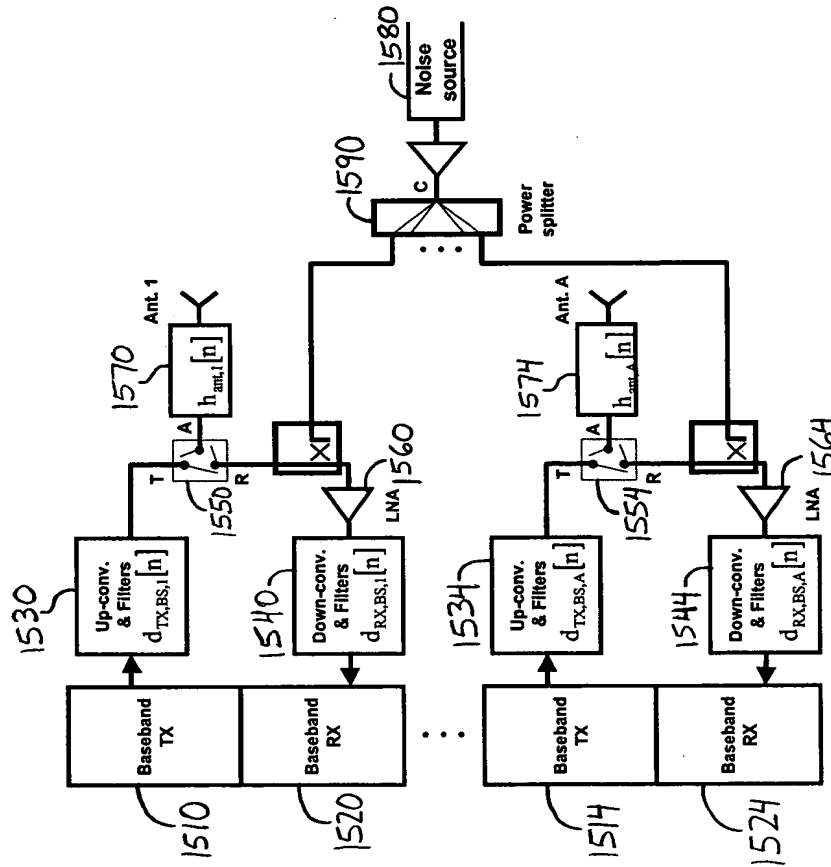 1530
Up-conv.
& Filters
d_TX,BS,1[n]
T
A
1550
R
1570
h_ant,1[n]
Ant. 1
1590
C
1580
Noise
source
Power
splitter
• • •
X
1560
LNA
1540
Down-conv.
& Filters
d_RX,BS,1[n]
Baseband
TX
1510
Baseband
RX
1520
• • •
1534
Up-conv.
& Filters
d_TX,BS,A[n]
T
A
1554
R
1574
h_ant,A[n]
Ant. A
X
1564
LNA
1544
Down-conv.
& Filters
d_RX,BS,A[n]
Baseband
TX
1514
Baseband
RX
1524